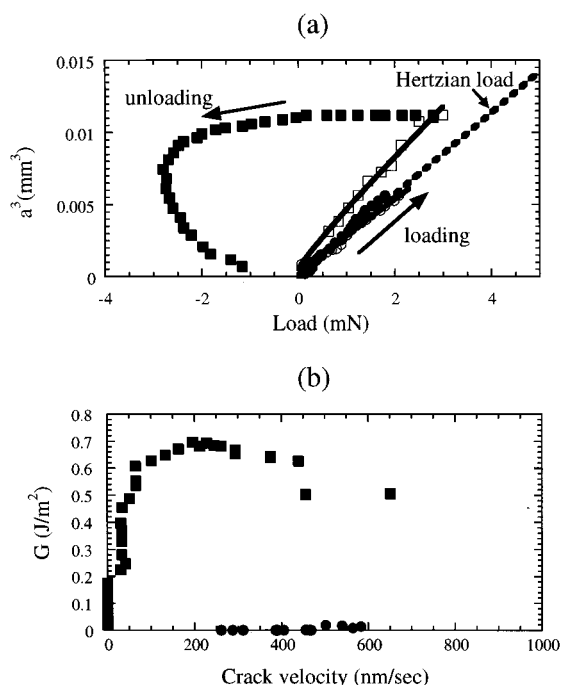 (a)
0.015
0.01
0.005
0
a³(mm³)
unloading
Hertzian load
loading
-4 -2 0 2 4
Load (mN)
(b)
0.8
0.7
0.6
0.5
0.4
0.3
0.2
0.1
0
G (J/m²)
0 200 400 600 800 1000
Crack velocity (nm/sec)